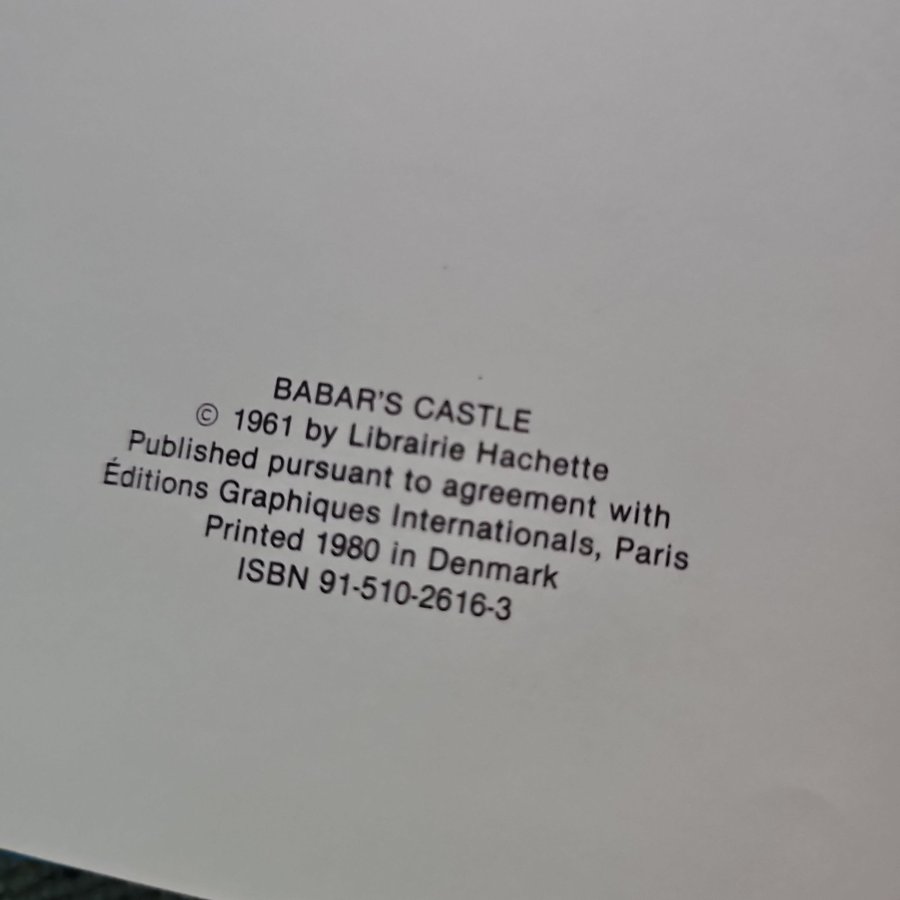 BABAR'S CASTLE
© 1961 by Librairie Hachette
Published pursuant to agreement with
Éditions Graphiques Internationals, Paris
Printed 1980 in Denmark
ISBN 91-510-2616-3